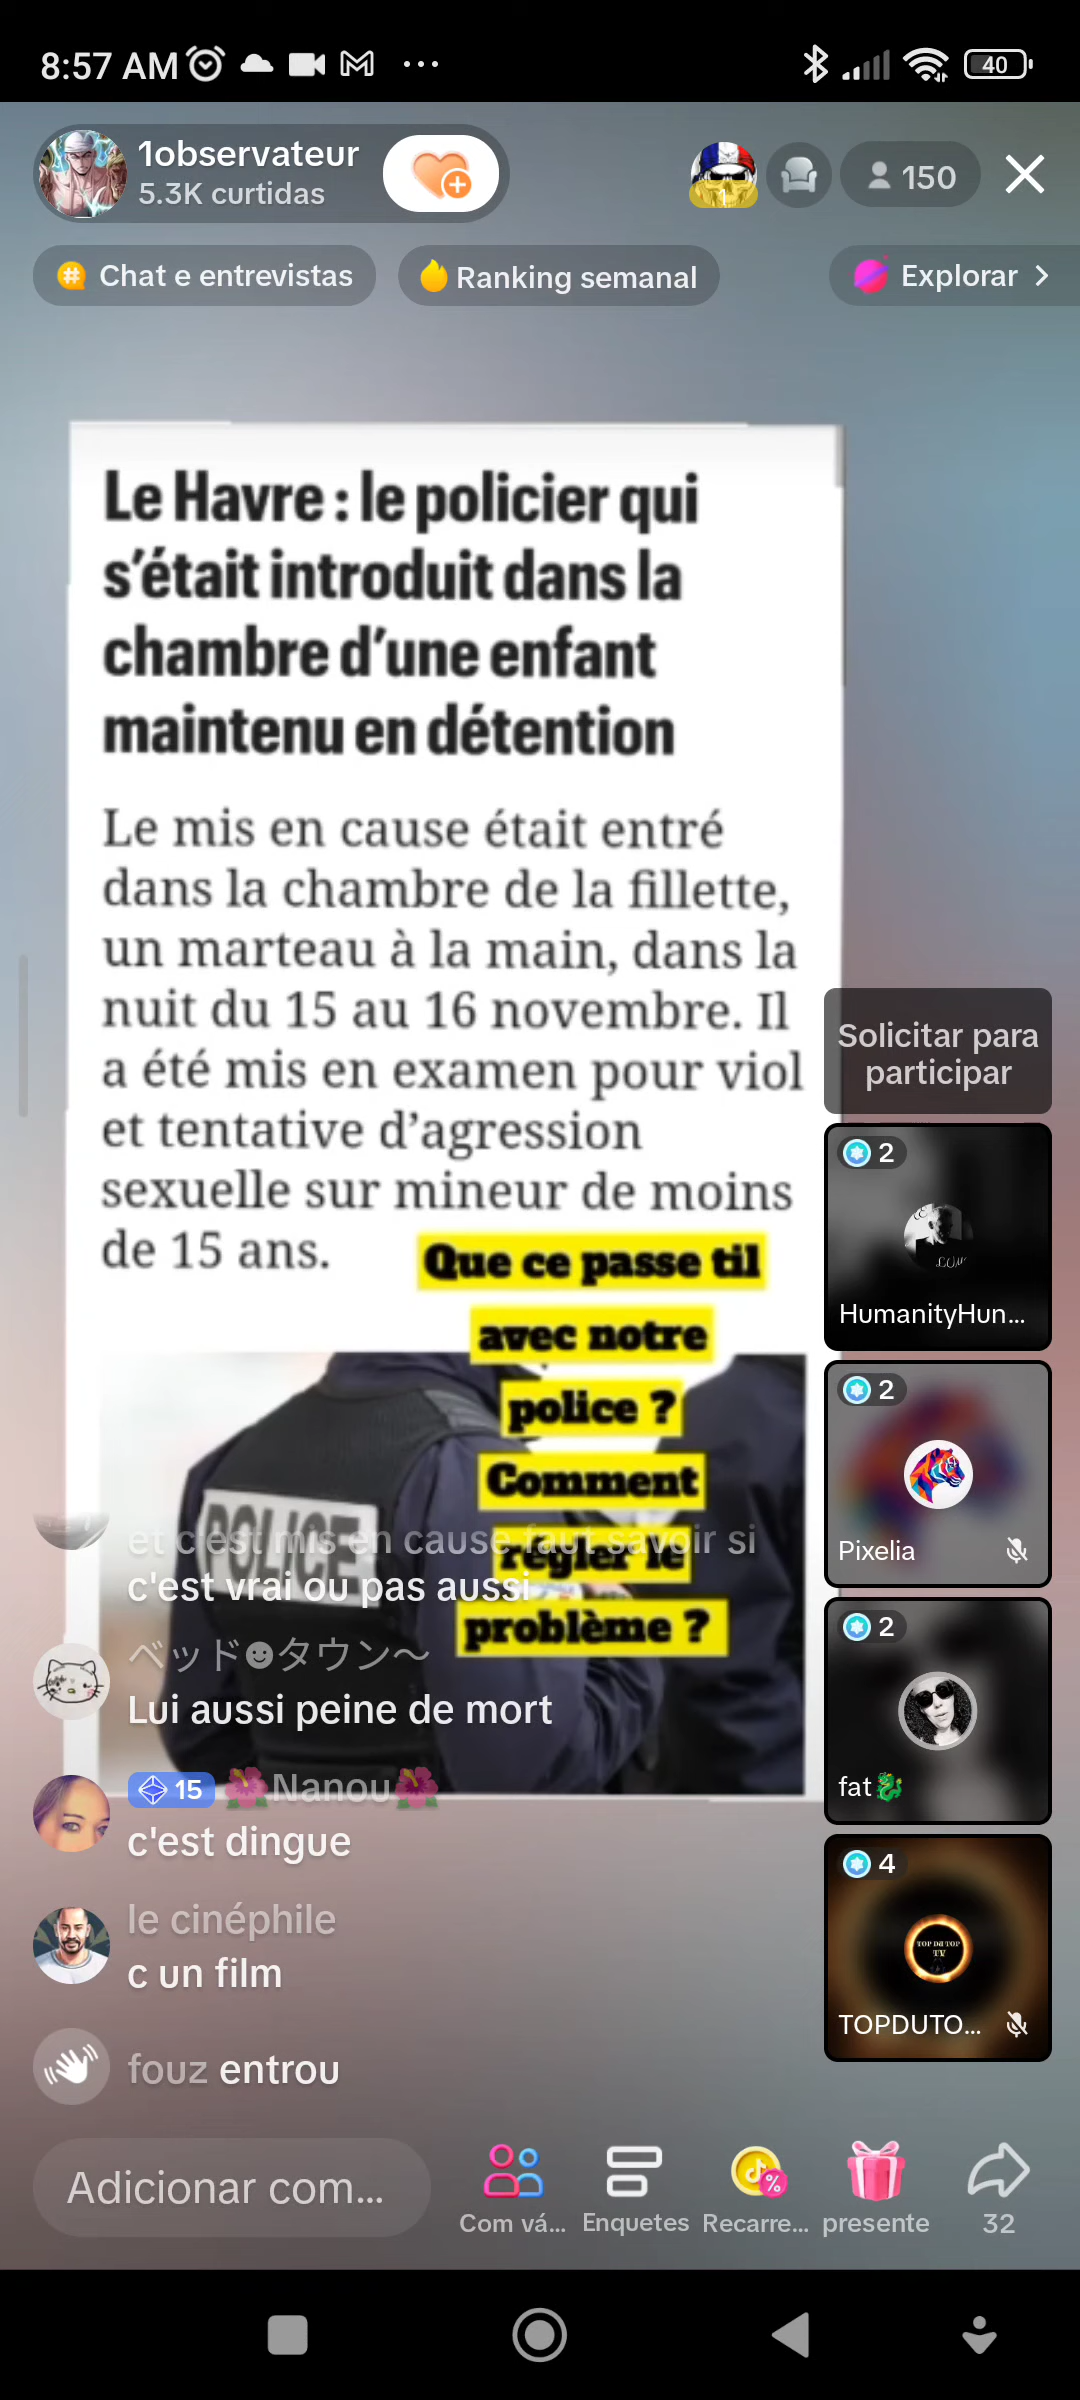 8:57 AM
40
1observateur
5.3K curtidas
1
150
Chat e entrevistas
Ranking semanal
Explorar
Le Havre : le policier qui
s'était introduit dans la
chambre d'une enfant
maintenu en détention
Le mis en cause était entré
dans la chambre de la fillette,
un marteau à la main, dans la
nuit du 15 au 16 novembre. Il
a été mis en examen pour viol
et tentative d'agression
sexuelle sur mineur de moins
de 15 ans.
Que ce passe til
avec notre
police ?
Comment
régler le
problème ?
POLICE
Solicitar para
participar
2
HumanityHun...
2
Pixelia
2
fat
4
TOP DU TOP
TV
TOPDUTO...
et c'est mis en cause faut savoir si
c'est vrai ou pas aussi
ベッド☻タウン〜
Lui aussi peine de mort
15 🌺Nanou🌺
c'est dingue
le cinéphile
c un film
fouz entrou
Adicionar com...
Com vá...
Enquetes
Recarre...
presente
32